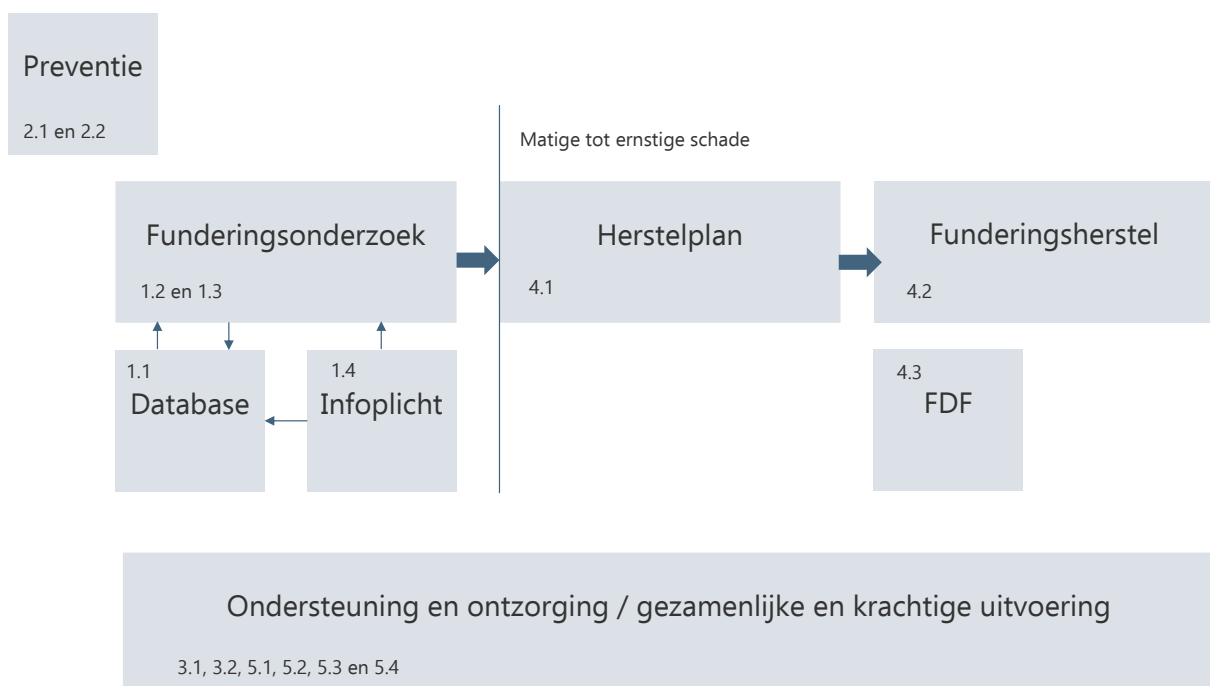 Preventie
2.1 en 2.2
Matige tot ernstige schade
Funderingsonderzoek
1.2 en 1.3
Herstelplan
4.1
Funderingsherstel
4.2
1.1
Database
1.4
Infoplicht
4.3
FDF
Ondersteuning en ontzorging / gezamenlijke en krachtige uitvoering
3.1, 3.2, 5.1, 5.2, 5.3 en 5.4